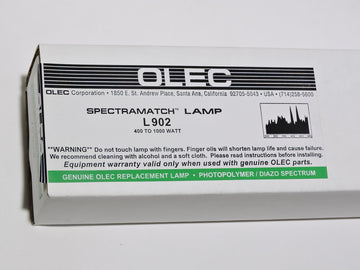 OLEC
OLEC Corporation • 1850 E. St. Andrew Place, Santa Ana, California 92705-5043 • USA • (714)258-5600
SPECTRAMATCH™ LAMP
L902
400 TO 1000 WATT
**WARNING** Do not touch lamp with fingers. Finger oils will shorten lamp life and cause failure.
We recommend cleaning with alcohol and a soft cloth. Please read instructions before installing.
Equipment warranty valid only when used with genuine OLEC parts.
GENUINE OLEC REPLACEMENT LAMP • PHOTOPOLYMER / DIAZO SPECTRUM